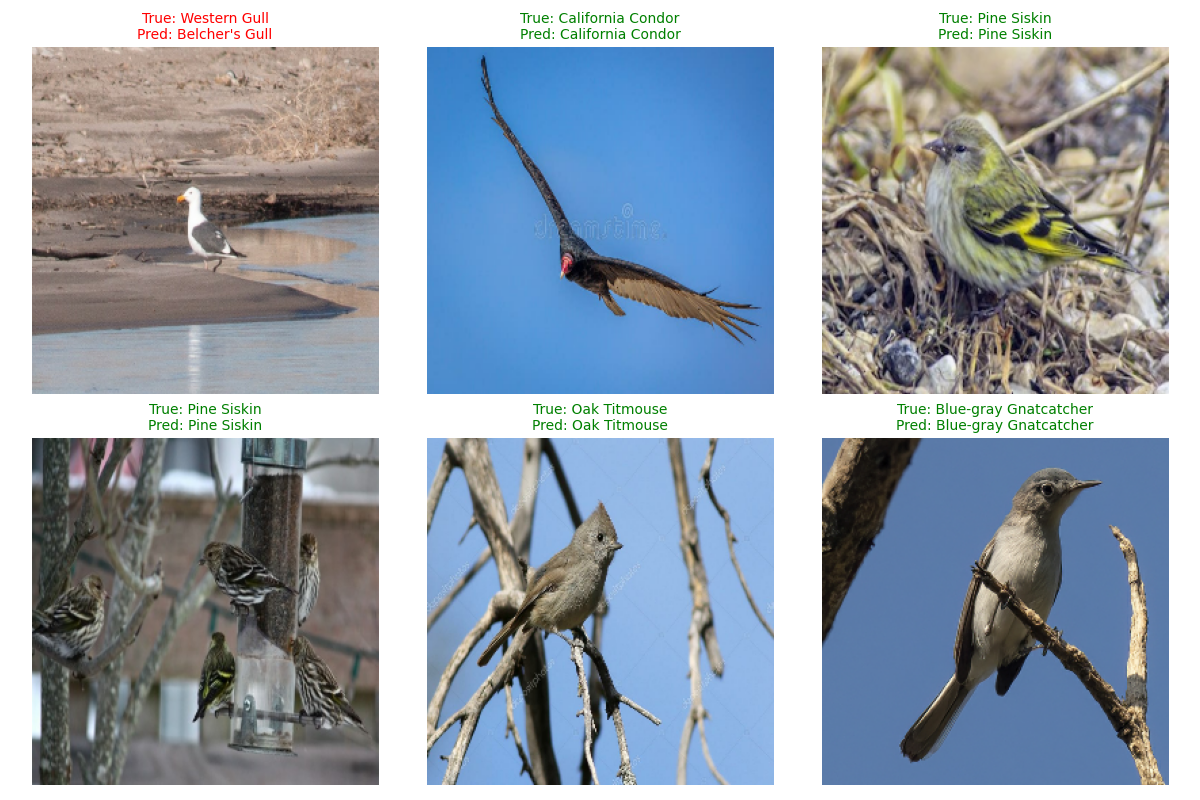 True: Western Gull
Pred: Belcher's Gull
True: California Condor
Pred: California Condor
True: Pine Siskin
Pred: Pine Siskin
dreamstime
True: Pine Siskin
Pred: Pine Siskin
True: Oak Titmouse
Pred: Oak Titmouse
True: Blue-gray Gnatcatcher
Pred: Blue-gray Gnatcatcher